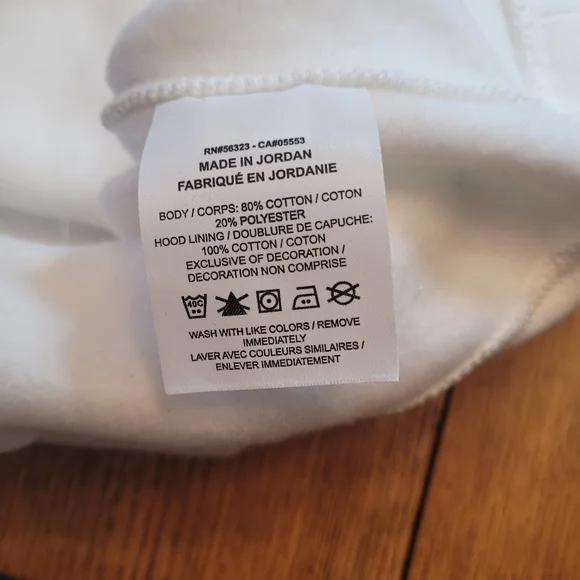 RN#56323 - CA#05553
MADE IN JORDAN
FABRIQUÉ EN JORDANIE
BODY / CORPS: 80% COTTON / COTON
20% POLYESTER
HOOD LINING / DOUBLURE DE CAPUCHE:
100% COTTON / COTON
EXCLUSIVE OF DECORATION /
DECORATION NON COMPRISE
40C
WASH WITH LIKE COLORS / REMOVE
IMMEDIATELY
LAVER AVEC COULEURS SIMILAIRES /
ENLEVER IMMEDIATEMENT